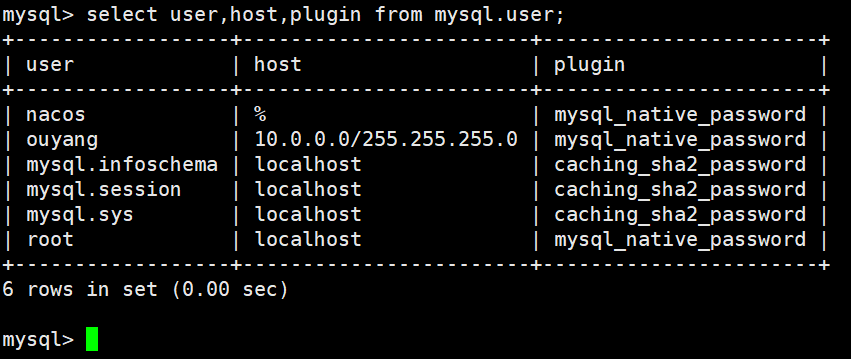 mysql> select user,host,plugin from mysql.user;
+------------------+------------------------+-----------------------+
| user             | host                   | plugin                |
+------------------+------------------------+-----------------------+
| nacos            | %                      | mysql_native_password |
| ouyang           | 10.0.0.0/255.255.255.0 | mysql_native_password |
| mysql.infoschema | localhost              | caching_sha2_password |
| mysql.session    | localhost              | caching_sha2_password |
| mysql.sys        | localhost              | caching_sha2_password |
| root             | localhost              | mysql_native_password |
+------------------+------------------------+-----------------------+
6 rows in set (0.00 sec)
mysql>